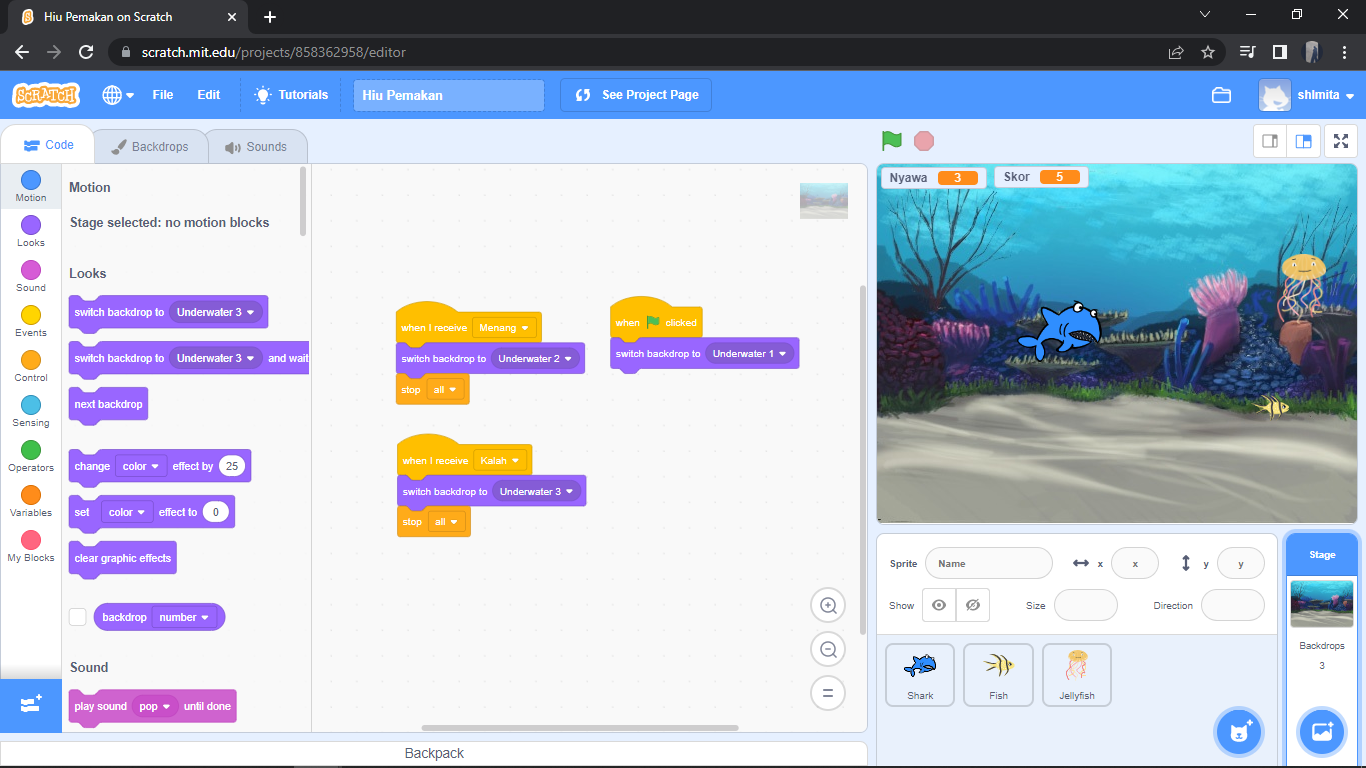 Hiu Pemakan on Scratch
scratch.mit.edu/projects/858362958/editor
SCRATCH File Edit Tutorials Hiu Pemakan See Project Page shlmita
Code Backdrops Sounds
Motion
Looks
Sound
Events
Control
Sensing
Operators
Variables
My Blocks
Motion
Stage selected: no motion blocks
Looks
switch backdrop to Underwater 3
switch backdrop to Underwater 3 and wait
next backdrop
change color effect by 25
set color effect to 0
clear graphic effects
backdrop number
Sound
play sound pop until done
when I receive Menang
switch backdrop to Underwater 2
stop all
when clicked
switch backdrop to Underwater 1
when I receive Kalah
switch backdrop to Underwater 3
stop all
Backpack
Nyawa 3 Skor 5
Sprite Name x x y y
Show Size Direction
Shark Fish Jellyfish
Stage
Backdrops
3